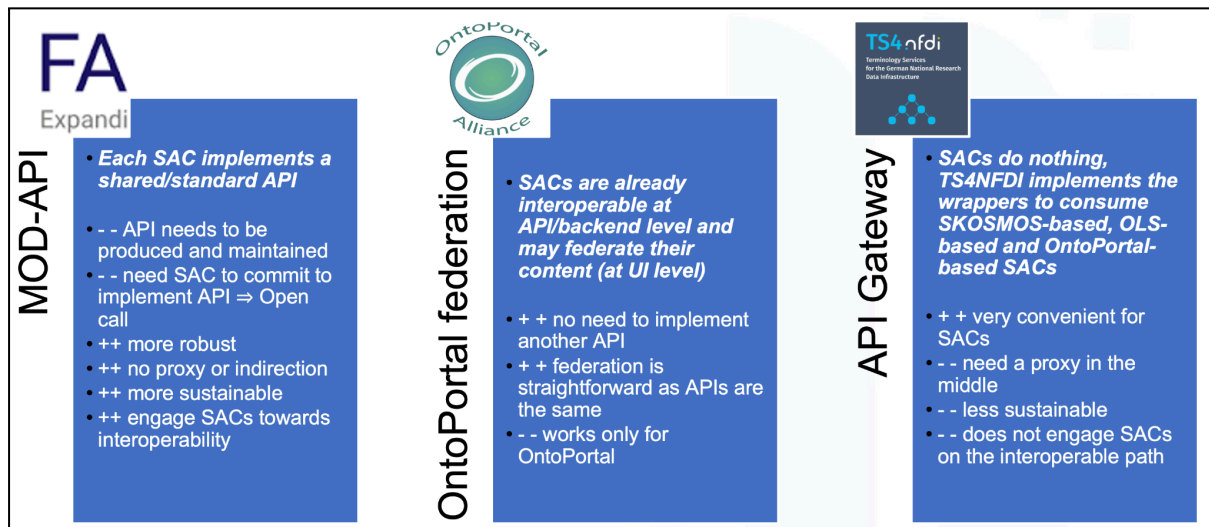 FA
Expandi
MOD-API
• Each SAC implements a
shared/standard API
• - - API needs to be
produced and maintained
• - - need SAC to commit to
implement API ⇒ Open
call
• ++ more robust
• ++ no proxy or indirection
• ++ more sustainable
• ++ engage SACs towards
interoperability
OntoPortal
Alliance
OntoPortal federation
• SACs are already
interoperable at
API/backend level and
may federate their
content (at UI level)
• + + no need to implement
another API
• + + federation is
straightforward as APIs are
the same
• - - works only for
OntoPortal
TS4nfdi
Terminology Services
for the German National Research
Data Infrastructure
API Gateway
• SACs do nothing,
TS4NFDI implements the
wrappers to consume
SKOSMOS-based, OLS-
based and OntoPortal-
based SACs
• + + very convenient for
SACs
• - - need a proxy in the
middle
• - - less sustainable
• - - does not engage SACs
on the interoperable path